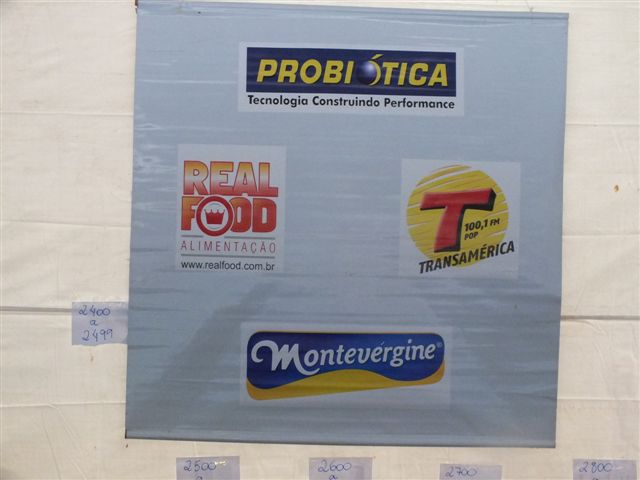 PROBIÓTICA
Tecnologia Construindo Performance
REAL
FOOD
ALIMENTAÇÃO
www.realfood.com.br
T
100,1 FM
POP
TRANSAMÉRICA
2400
a
2499
Montevérgine®
2500
a
2600
a
2700
2800
a